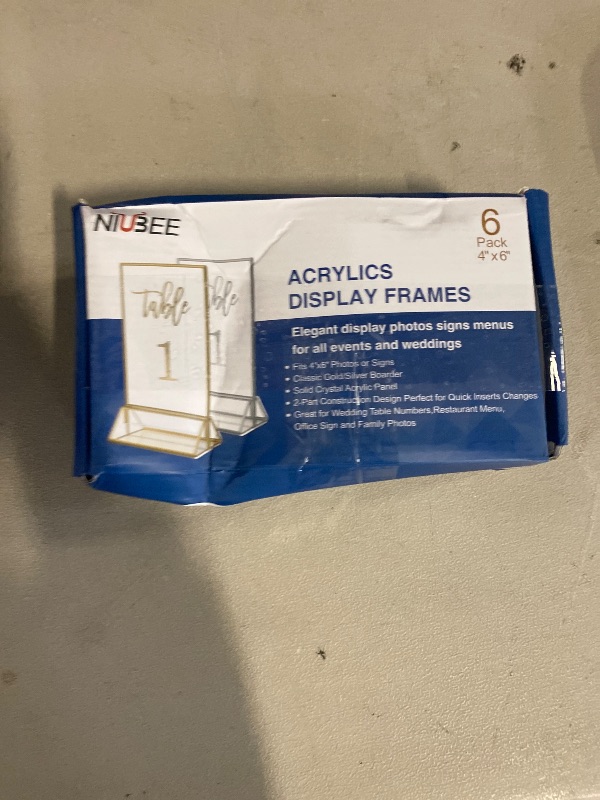 NIUBEE
6
Pack
4"x6"
ACRYLICS
DISPLAY FRAMES
Elegant display photos signs menus
for all events and weddings
• Fits 4"x6" Photos or Signs
• Classic Gold/Silver Boarder
• Solid Crystal Acrylic Panel
• 2-Part Construction Design Perfect for Quick Inserts Changes
• Great for Wedding Table Numbers,Restaurant Menu,
Office Sign and Family Photos
table
1
ble
1